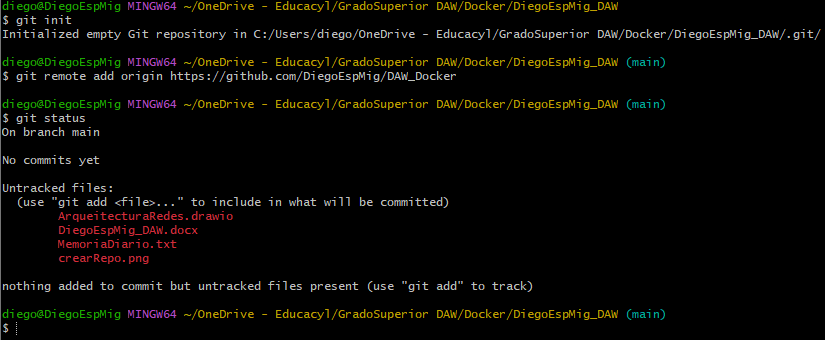 diego@DiegoEspMig MINGW64 ~/OneDrive - Educacyl/GradoSuperior DAW/Docker/DiegoEspMig_DAW
$ git init
Initialized empty Git repository in C:/Users/diego/OneDrive - Educacyl/GradoSuperior DAW/Docker/DiegoEspMig_DAW/.git/
diego@DiegoEspMig MINGW64 ~/OneDrive - Educacyl/GradoSuperior DAW/Docker/DiegoEspMig_DAW (main)
$ git remote add origin https://github.com/DiegoEspMig/DAW_Docker
diego@DiegoEspMig MINGW64 ~/OneDrive - Educacyl/GradoSuperior DAW/Docker/DiegoEspMig_DAW (main)
$ git status
On branch main
No commits yet
Untracked files:
(use "git add <file>..." to include in what will be committed)
ArqueitecturaRedes.drawio
DiegoEspMig_DAW.docx
MemoriaDiario.txt
crearRepo.png
nothing added to commit but untracked files present (use "git add" to track)
diego@DiegoEspMig MINGW64 ~/OneDrive - Educacyl/GradoSuperior DAW/Docker/DiegoEspMig_DAW (main)
$